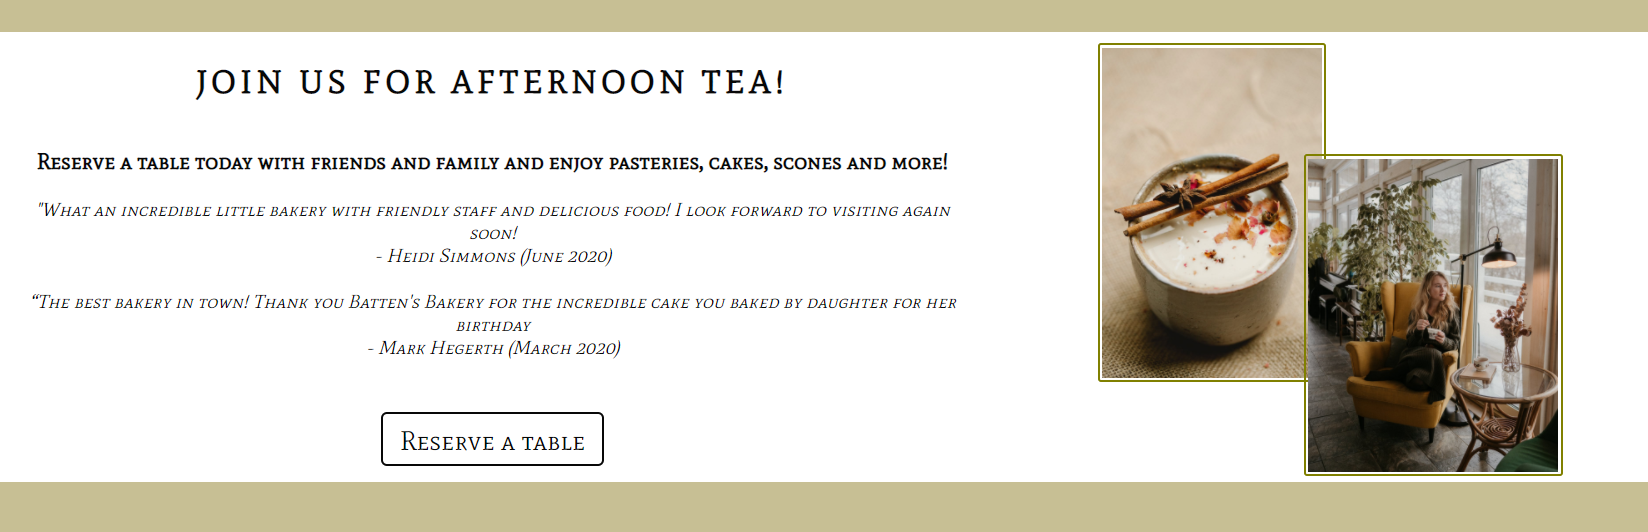 JOIN US FOR AFTERNOON TEA!
Reserve a table today with friends and family and enjoy pasteries, cakes, scones and more!
"What an incredible little bakery with friendly staff and delicious food! I look forward to visiting again
soon!
- Heidi Simmons (June 2020)
“The best bakery in town! Thank you Batten's Bakery for the incredible cake you baked by daughter for her
birthday
- Mark Hegerth (March 2020)
Reserve a table